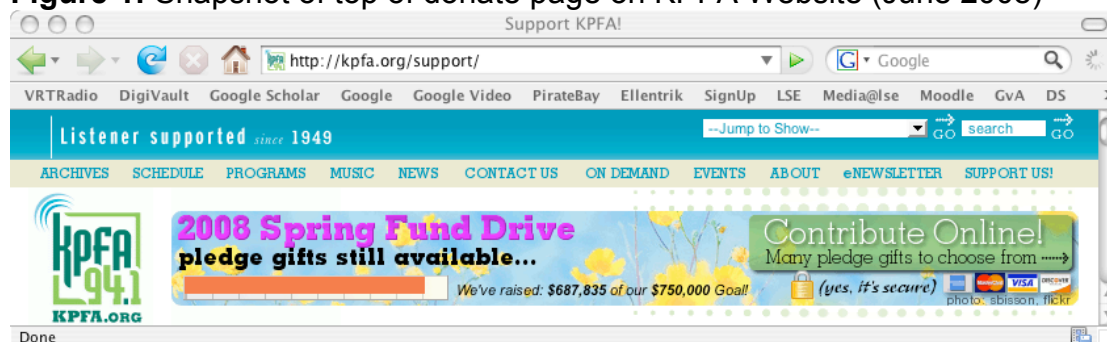 Figure 1: Snapshot of top of donate page on KPFA Website (June 2008)
Support KPFA!
http://kpfa.org/support/
G Google
VRTRadio DigiVault Google Scholar Google Google Video PirateBay Ellentrik SignUp LSE Media@lse Moodle GvA DS
Listener supported since 1949
--Jump to Show-- GO search GO
ARCHIVES SCHEDULE PROGRAMS MUSIC NEWS CONTACT US ON DEMAND EVENTS ABOUT eNEWSLETTER SUPPORT US!
kpfa
94.1
KPFA.ORG
2008 Spring Fund Drive
pledge gifts still available...
We've raised: $687,835 of our $750,000 Goal!
Contribute Online!
Many pledge gifts to choose from
(yes, it's secure) VISA DISCOVER
photo: sbisson, flickr
Done